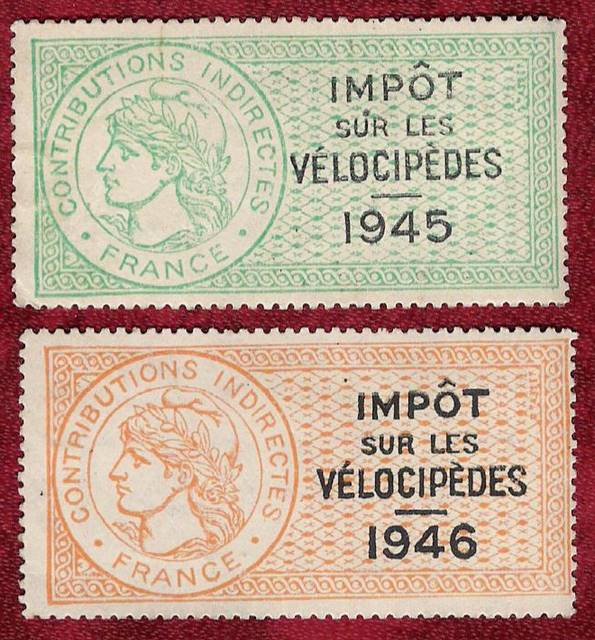 CONTRIBUTIONS INDIRECTES
• FRANCE •
IMPÔT
SUR LES
VÉLOCIPÈDES
1945
CONTRIBUTIONS INDIRECTES
• FRANCE •
IMPÔT
SUR LES
VÉLOCIPÈDES
1946